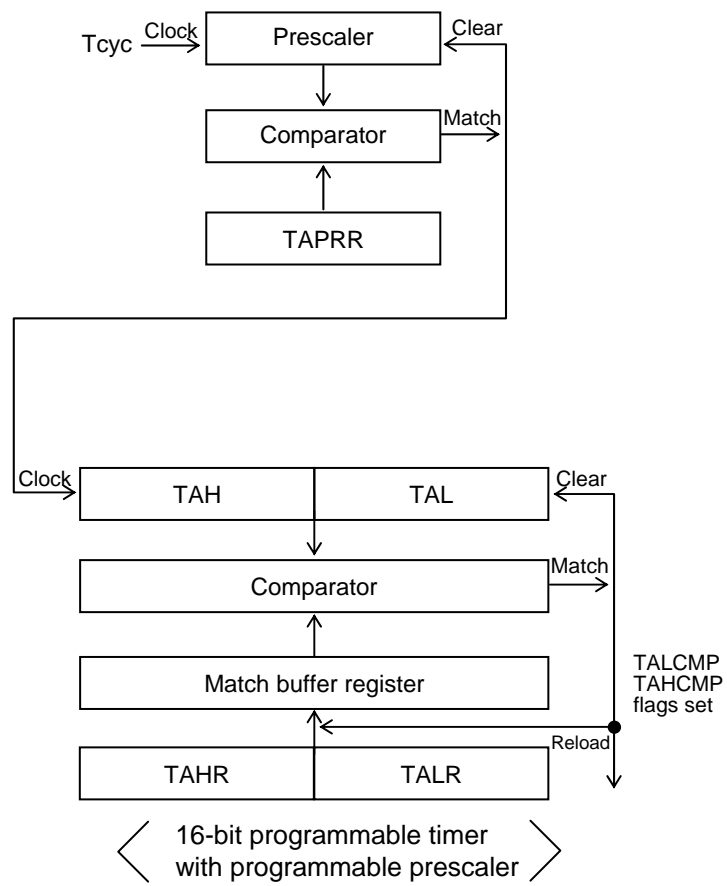 Tcyc
Clock
Prescaler
Clear
Comparator
Match
TAPRR
Clock
TAH
TAL
Clear
Comparator
Match
Match buffer register
TALCMP
TAHCMP
flags set
Reload
TAHR
TALR
16-bit programmable timer
with programmable prescaler